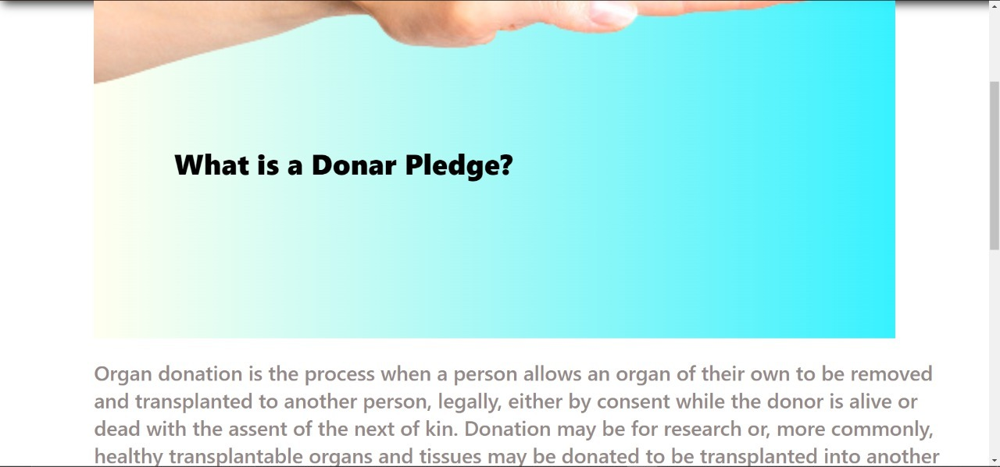 What is a Donar Pledge?
Organ donation is the process when a person allows an organ of their own to be removed
and transplanted to another person, legally, either by consent while the donor is alive or
dead with the assent of the next of kin. Donation may be for research or, more commonly,
healthy transplantable organs and tissues may be donated to be transplanted into another